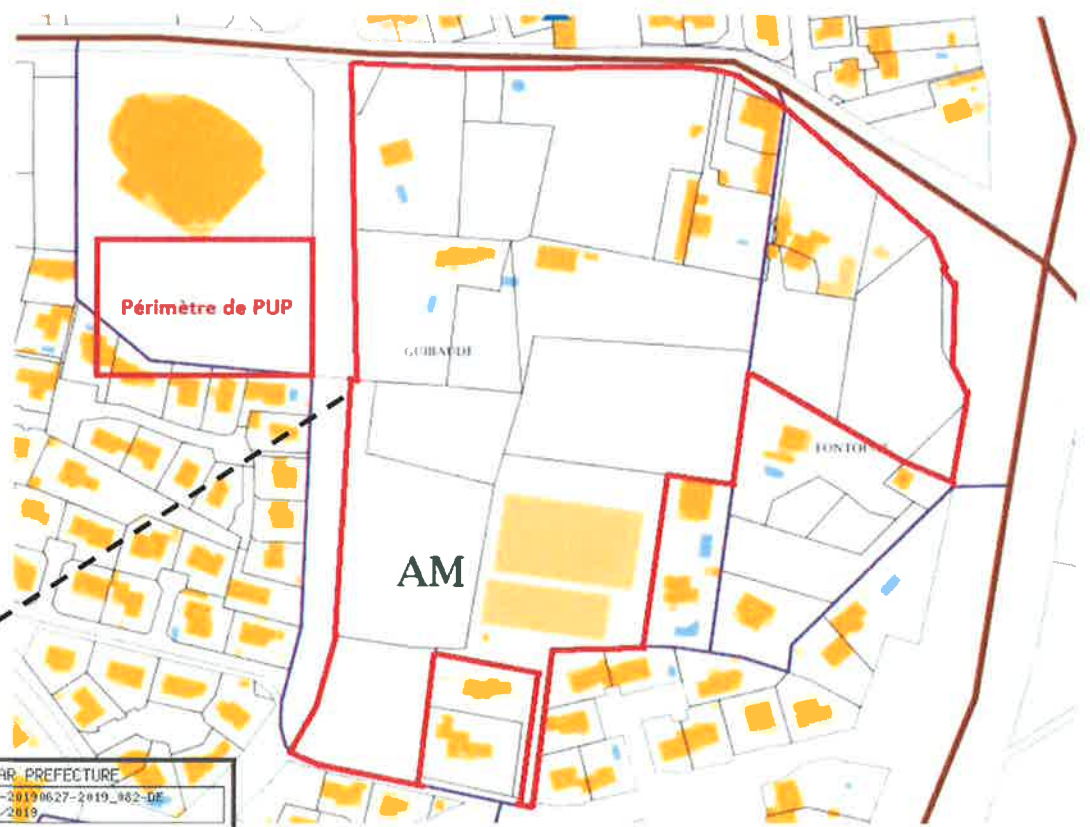 Périmètre de PUP
GUIBAUDE
AM
AR PREFECTURE
-20190627-2019_082-DE
/2019